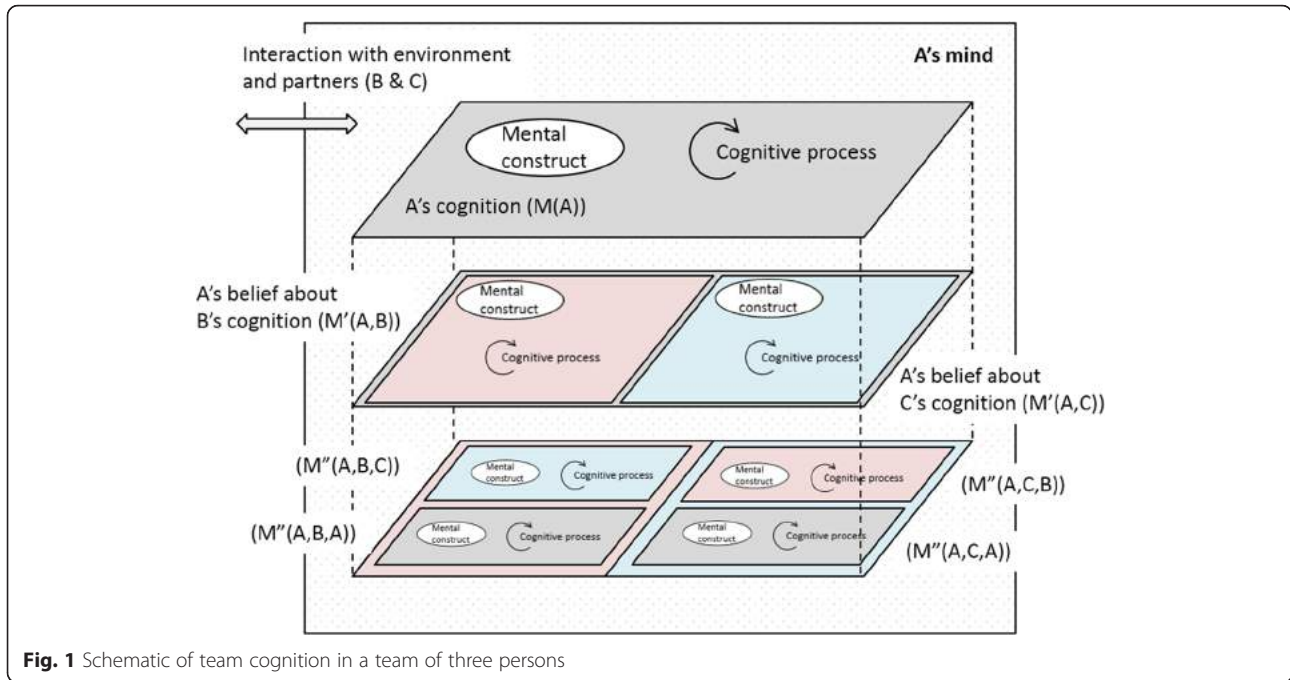 Interaction with environment
and partners (B & C)
A's mind
Mental
construct
Cognitive process
A's cognition (M(A))
A's belief about
B's cognition (M'(A,B))
Mental
construct
Cognitive process
Mental
construct
Cognitive process
A's belief about
C's cognition (M'(A,C))
(M"(A,B,C))
Mental
construct
Cognitive process
Mental
construct
Cognitive process
(M"(A,C,B))
(M"(A,B,A))
Mental
construct
Cognitive process
Mental
construct
Cognitive process
(M"(A,C,A))
Fig. 1 Schematic of team cognition in a team of three persons